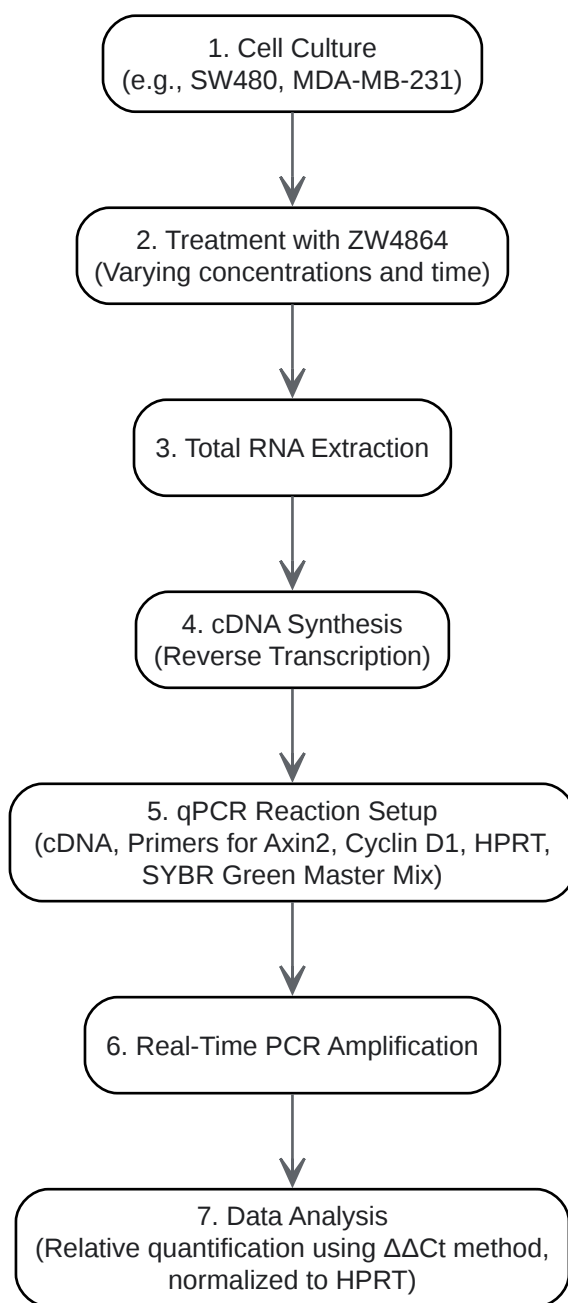 1. Cell Culture
(e.g., SW480, MDA-MB-231)
2. Treatment with ZW4864
(Varying concentrations and time)
3. Total RNA Extraction
4. cDNA Synthesis
(Reverse Transcription)
5. qPCR Reaction Setup
(cDNA, Primers for Axin2, Cyclin D1, HPRT,
SYBR Green Master Mix)
6. Real-Time PCR Amplification
7. Data Analysis
(Relative quantification using ΔΔCt method,
normalized to HPRT)